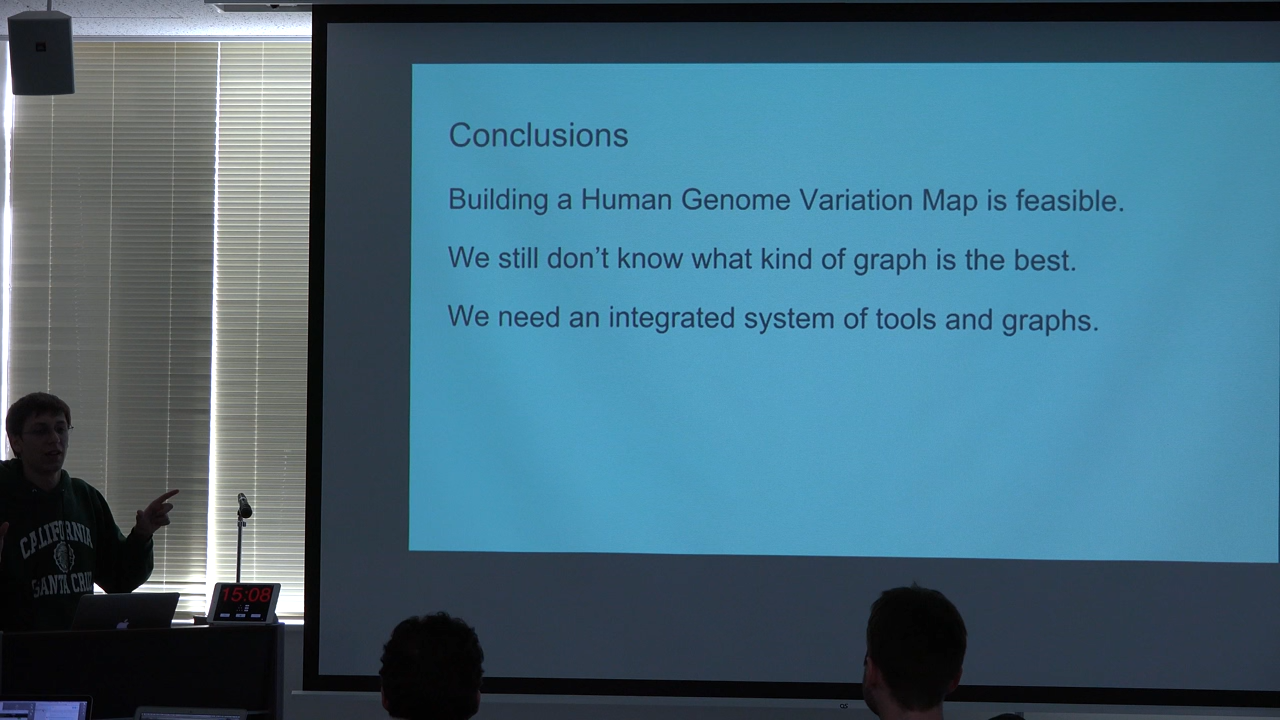 Conclusions
Building a Human Genome Variation Map is feasible.
We still don't know what kind of graph is the best.
We need an integrated system of tools and graphs.
CALIFORNIA
SANTA CRUZ
15:08